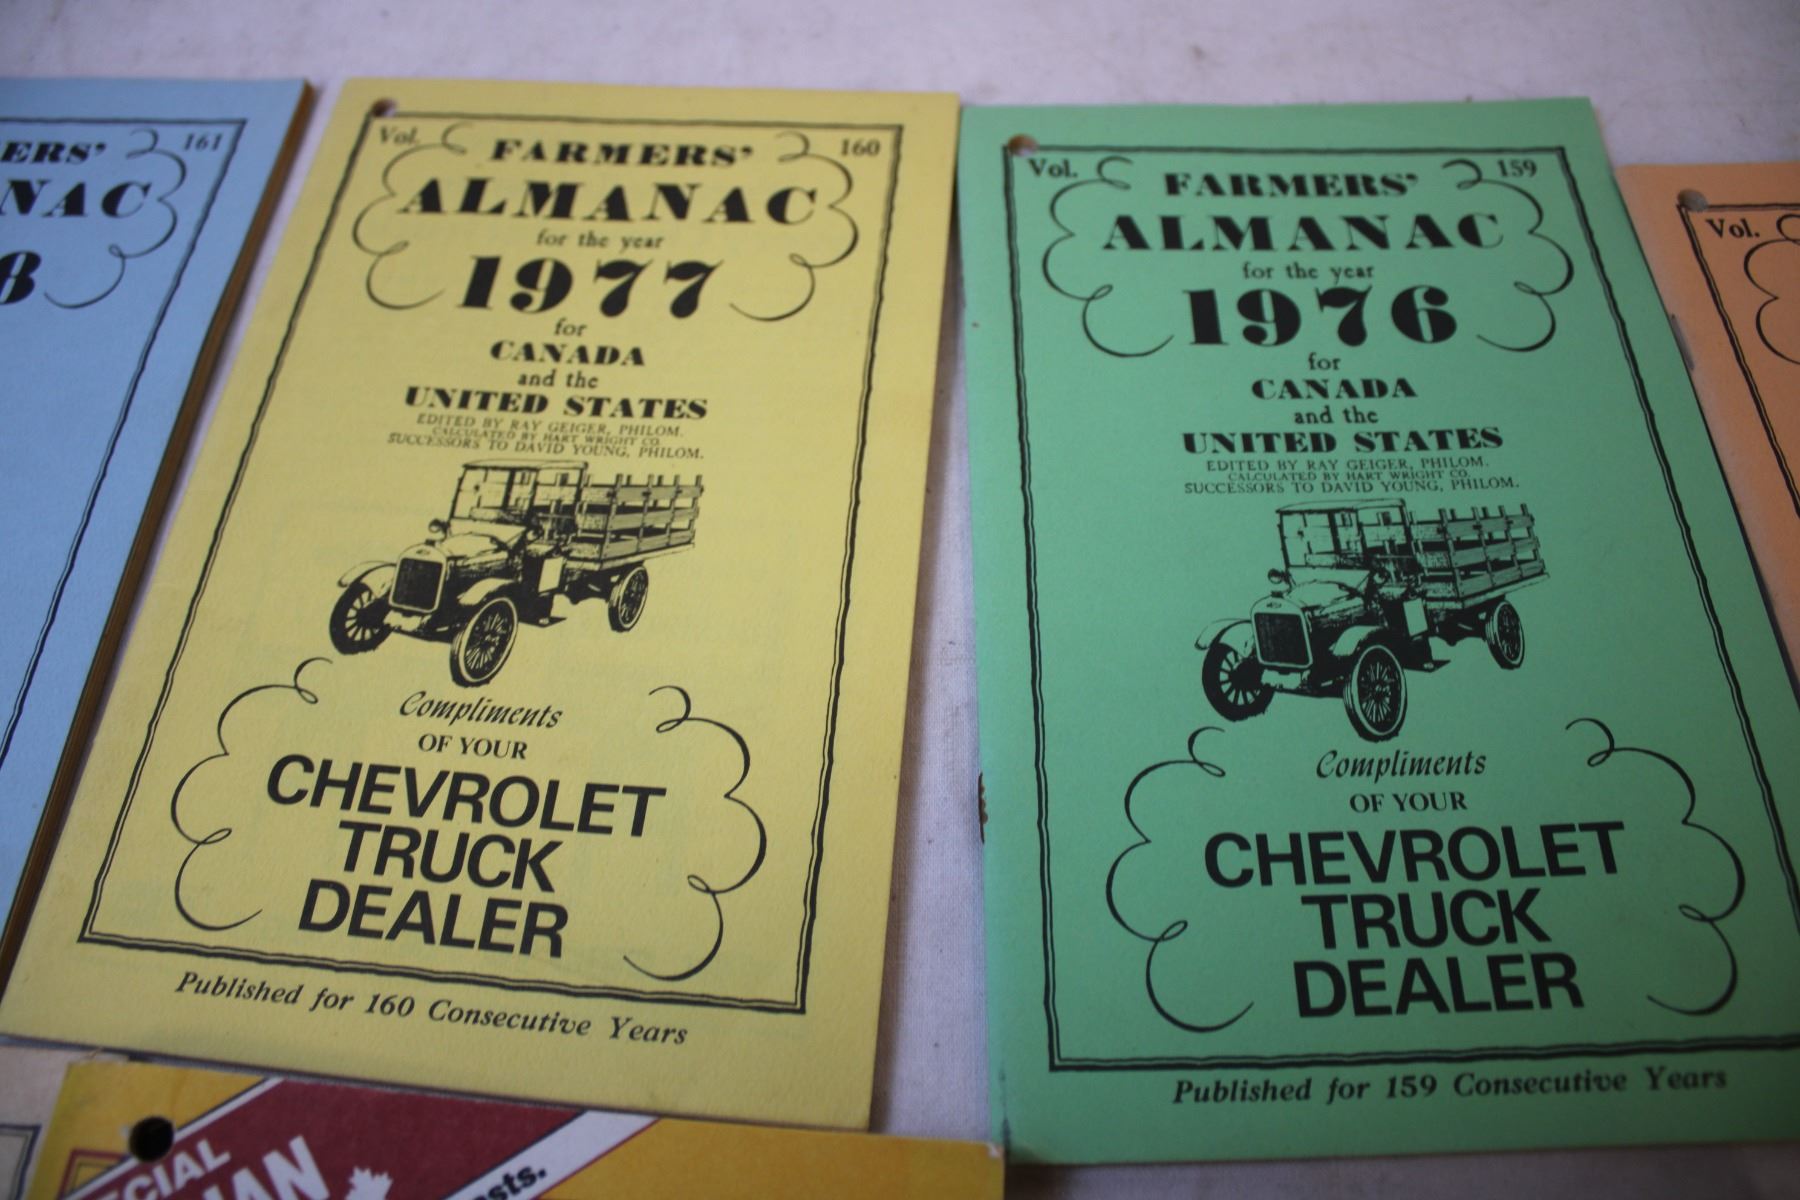 161
Vol. 160
FARMERS'
ALMANAC
for the year
1977
for
CANADA
and the
UNITED STATES
EDITED BY RAY GEIGER, PHILOM.
CALCULATED BY HART WRIGHT CO.
SUCCESSORS TO DAVID YOUNG, PHILOM.
Compliments
OF YOUR
CHEVROLET
TRUCK
DEALER
Published for 160 Consecutive Years
Vol. 159
FARMERS'
ALMANAC
for the year
1976
for
CANADA
and the
UNITED STATES
EDITED BY RAY GEIGER, PHILOM.
CALCULATED BY HART WRIGHT CO.
SUCCESSORS TO DAVID YOUNG, PHILOM.
Compliments
OF YOUR
CHEVROLET
TRUCK
DEALER
Published for 159 Consecutive Years
Vol.